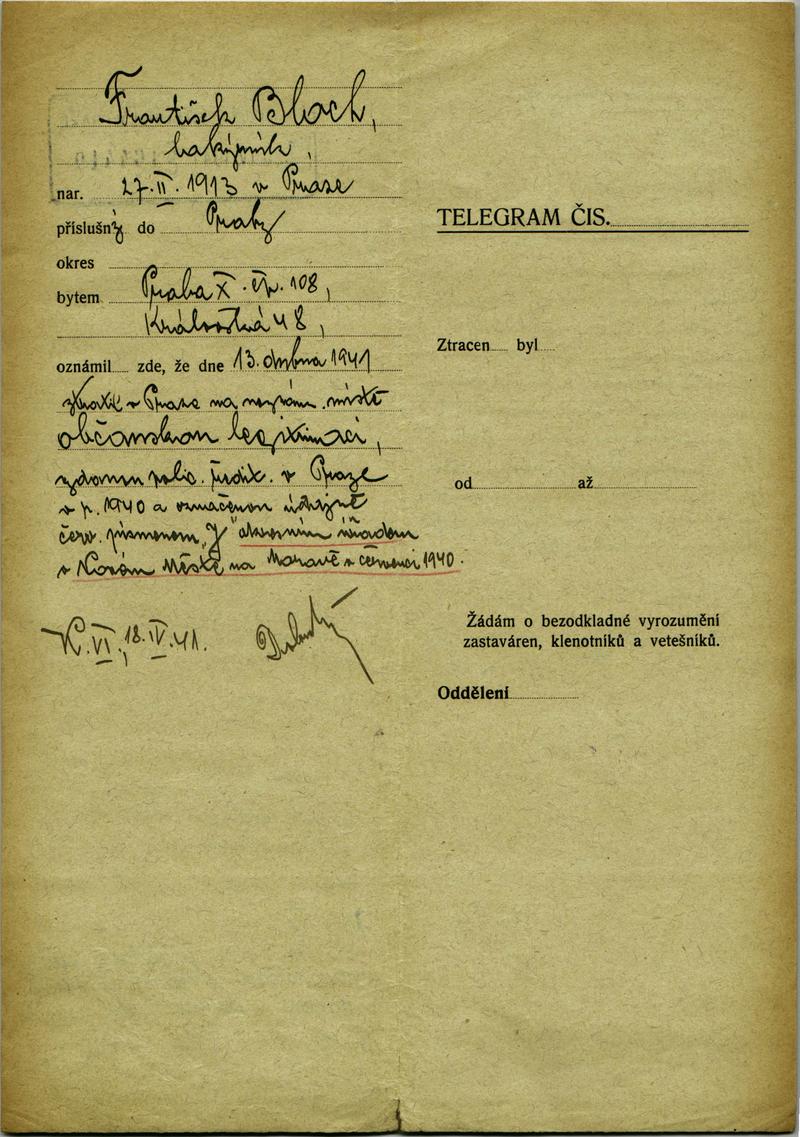 František Bloch,
nar. 27.II.1913 v Praze
příslušný do Prahy
okres
bytem Praha X. čp. 108,
Královská 48,
oznámil zde, že dne 13. dubna 1941
ztratil v Praze na neznám. místě
občanskou legitimaci,
vydanou polic. ředit. v Praze
v r. 1940 a označenou údajně
červ. písmenem „J" okresním úřadem
v Novém Městě na Moravě v červenci 1940.
K.VI, 18.IV.41.
TELEGRAM ČIS.
Ztracen byl
od až
Žádám o bezodkladné vyrozumění
zastaváren, klenotníků a vetešníků.
Oddělení